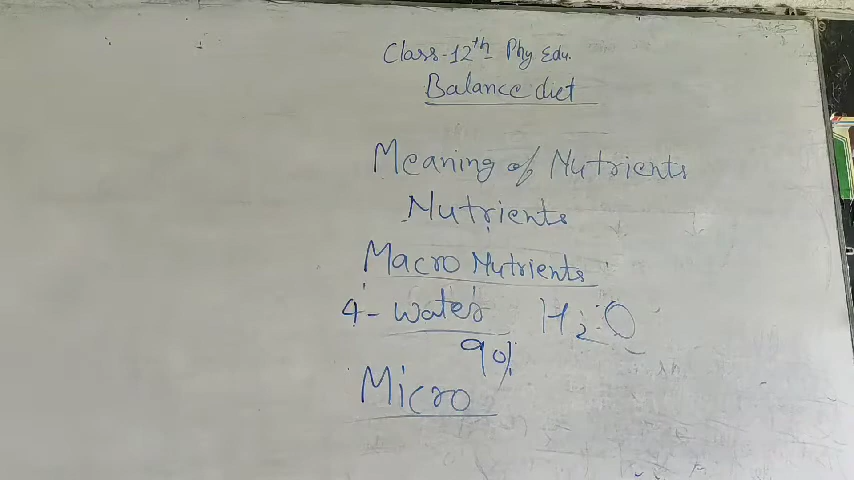 Class-12th Phy Edu.
Balance diet
Meaning of Nutrients
Nutrients
Macro Nutrients
4- Water H2O
90%
Micro